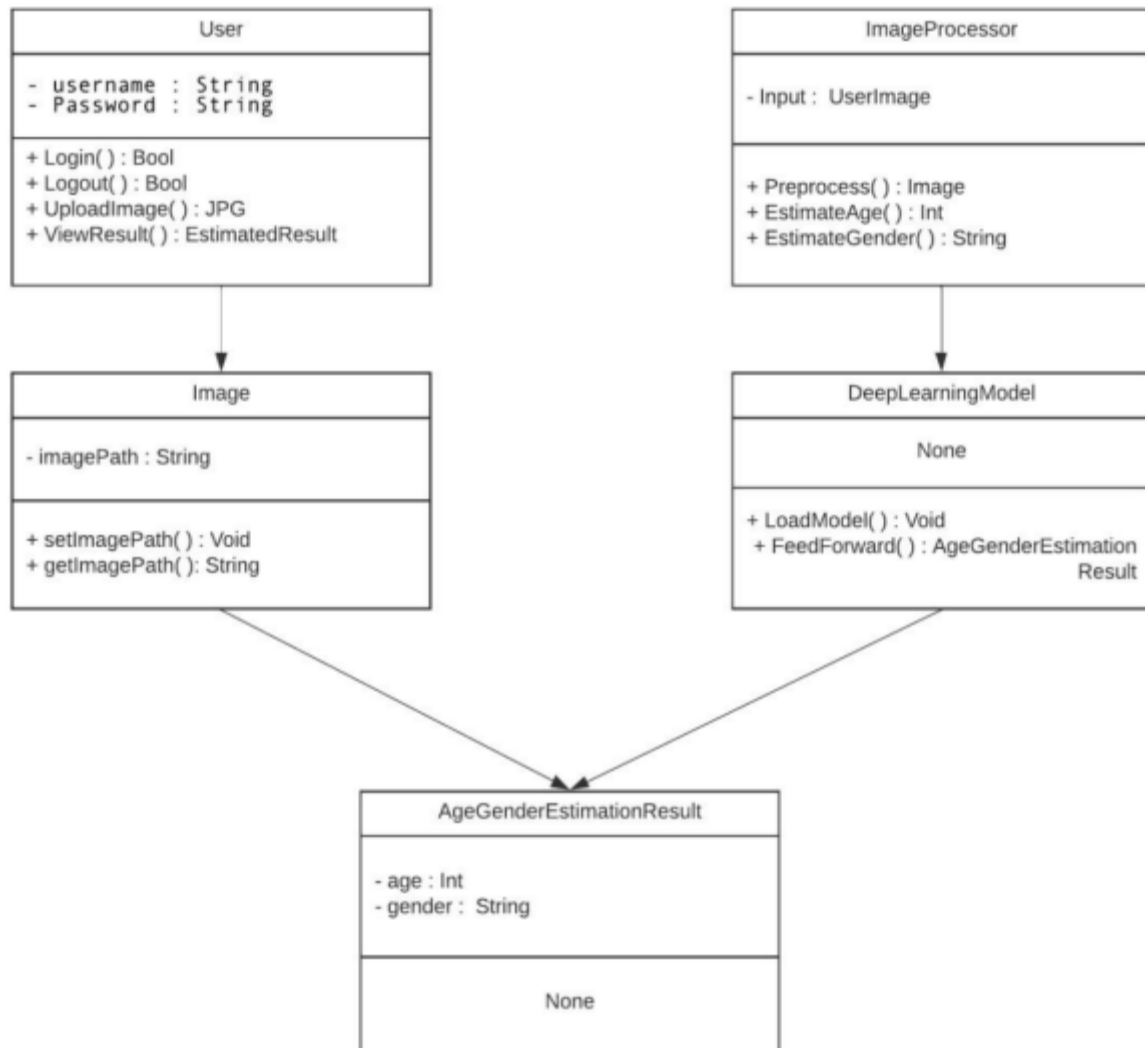 User
- username : String
- Password : String
+ Login( ) : Bool
+ Logout( ) : Bool
+ UploadImage( ) : JPG
+ ViewResult( ) : EstimatedResult
ImageProcessor
- Input : UserImage
+ Preprocess( ) : Image
+ EstimateAge( ) : Int
+ EstimateGender( ) : String
Image
- imagePath : String
+ setImagePath( ) : Void
+ getImagePath( ): String
DeepLearningModel
None
+ LoadModel( ) : Void
+ FeedForward( ) : AgeGenderEstimation
Result
AgeGenderEstimationResult
- age : Int
- gender : String
None